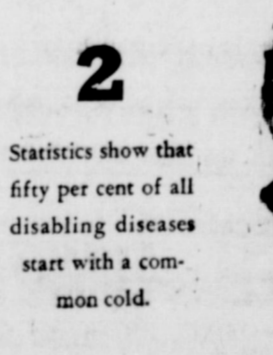 2
Statistics show that
fifty per cent of all
disabling diseases
start with a com-
mon cold.